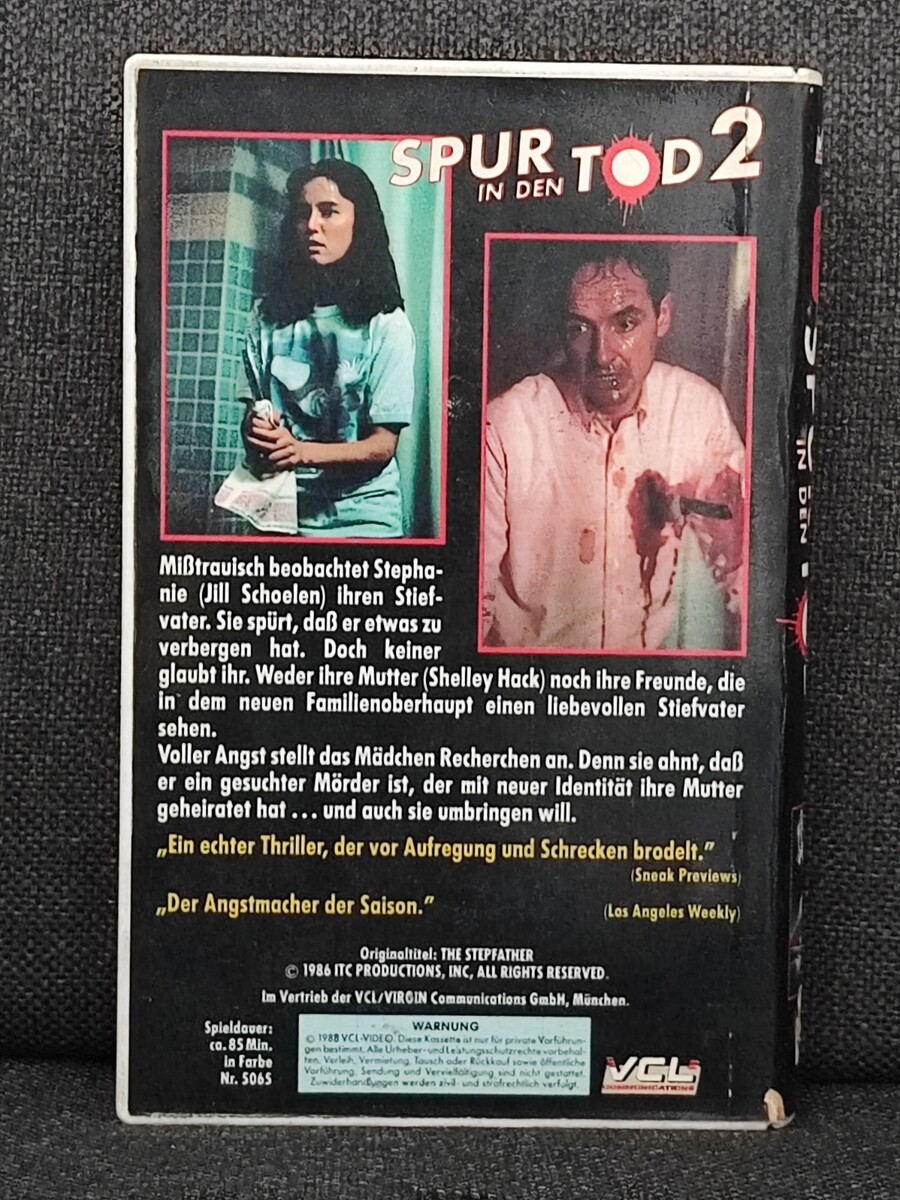 SPUR
IN DEN TOD 2
Mißtrauisch beobachtet Stepha-
nie (Jill Schoelen) ihren Stief-
vater. Sie spürt, daß er etwas zu
verbergen hat. Doch keiner
glaubt ihr. Weder ihre Mutter (Shelley Hack) noch ihre Freunde, die
in dem neuen Familienoberhaupt einen liebevollen Stiefvater
sehen.
Voller Angst stellt das Mädchen Recherchen an. Denn sie ahnt, daß
er ein gesuchter Mörder ist, der mit neuer Identität ihre Mutter
geheiratet hat ... und auch sie umbringen will.
„Ein echter Thriller, der vor Aufregung und Schrecken brodelt.”
(Sneak Previews)
„Der Angstmacher der Saison.” (Los Angeles Weekly)
Originaltitel: THE STEPFATHER
© 1986 ITC PRODUCTIONS, INC, ALL RIGHTS RESERVED.
Im Vertrieb der VCL/VIRGIN Communications GmbH, München.
Spieldauer:
ca. 85 Min.
in Farbe
Nr. 5065
WARNUNG
© 1988 VCL-VIDEO. Diese Kassette ist nur für private Vorführun-
gen bestimmt. Alle Urheber- und Leistungsschutzrechte vorbehal-
ten. Verleih, Vermietung, Tausch oder Rückkauf sowie öffentliche
Vorführung, Sendung und Vervielfältigung sind nicht gestattet.
Zuwiderhandlungen werden zivil- und strafrechtlich verfolgt.
VCL
COMMUNICATIONS
IN DEN